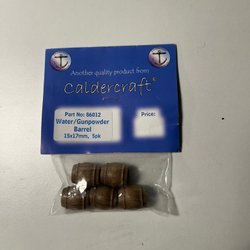 Another quality product from
Caldercraft
Part No: 86012
Water/Gunpowder
Barrel
15x17mm, 5pk
Price: